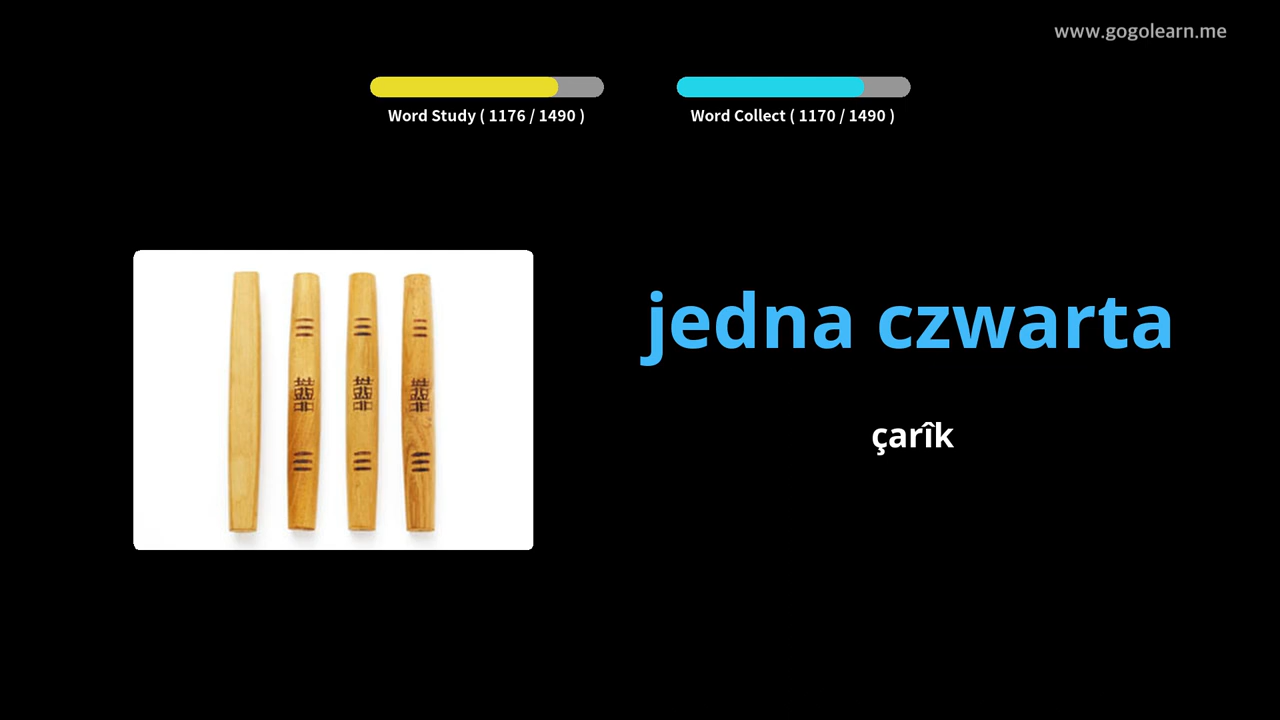 www.gogolearn.me
Word Study ( 1176 / 1490 )
Word Collect ( 1170 / 1490 )
jedna czwarta
çarîk